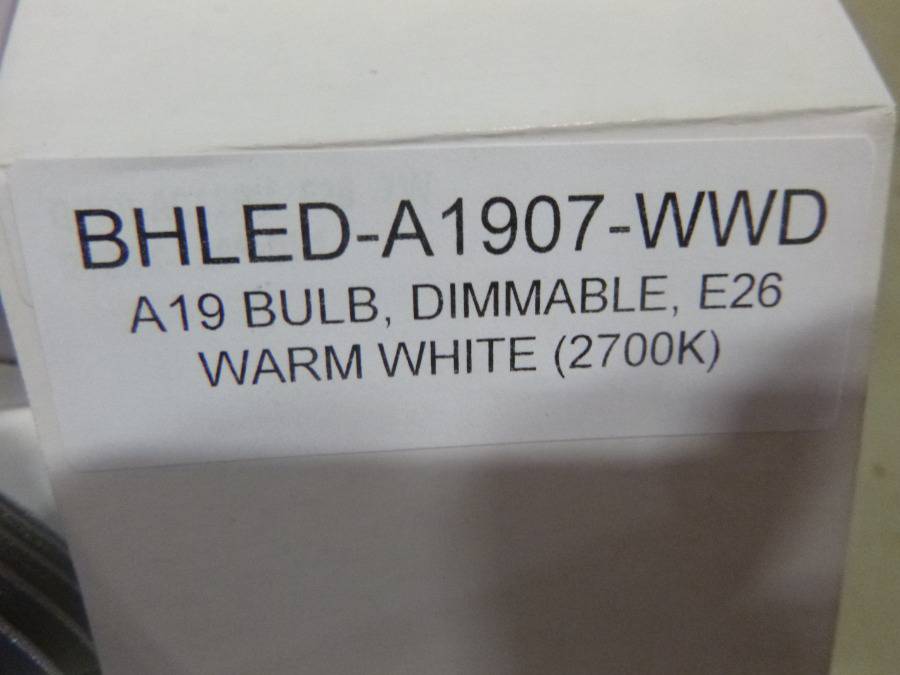 BHLED-A1907-WWD
A19 BULB, DIMMABLE, E26
WARM WHITE (2700K)